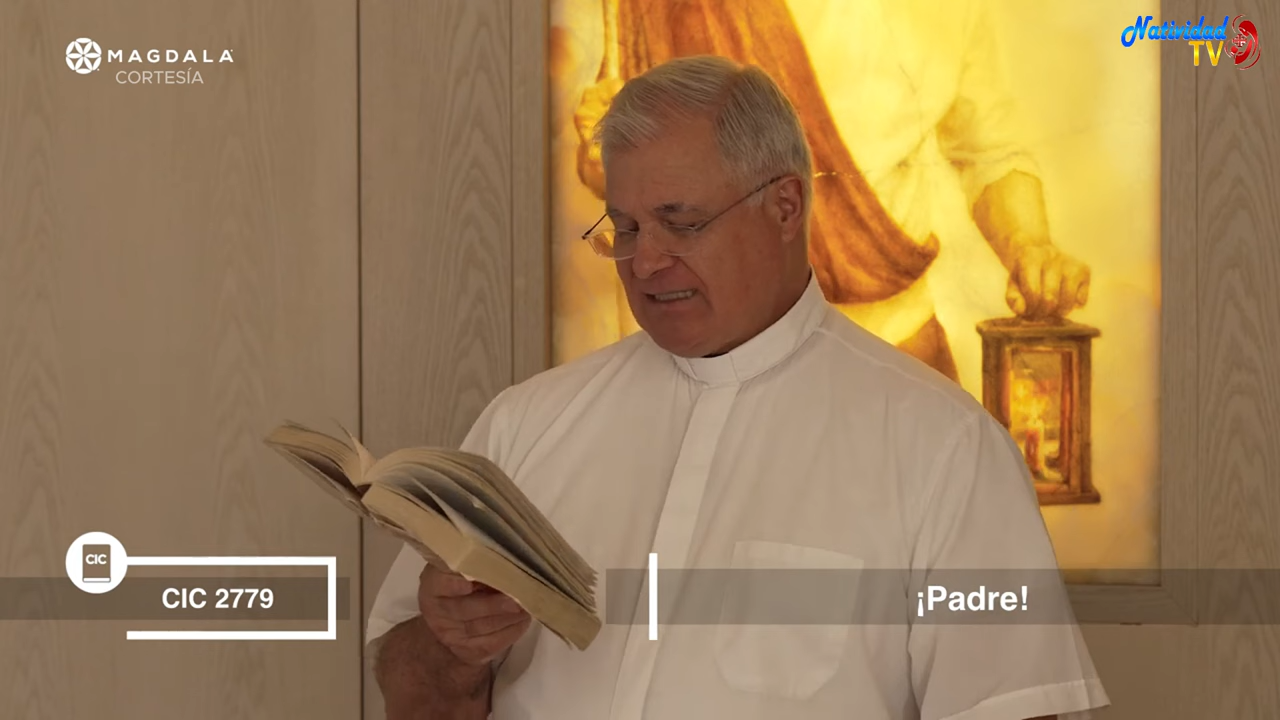 MAGDALA
CORTESÍA
Natividad
TV
CIC
CIC 2779
¡Padre!